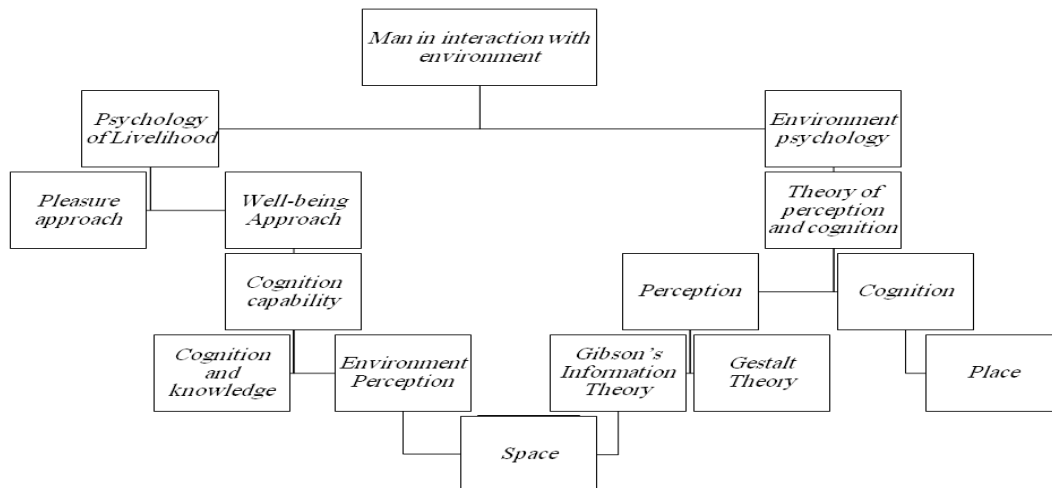 Man in interaction with
environment
Psychology
of Livelihood
Environment
psychology
Pleasure
approach
Well-being
Approach
Theory of
perception
and cognition
Cognition
capability
Perception
Cognition
Cognition
and
knowledge
Environment
Perception
Gibson’s
Information
Theory
Gestalt
Theory
Place
Space